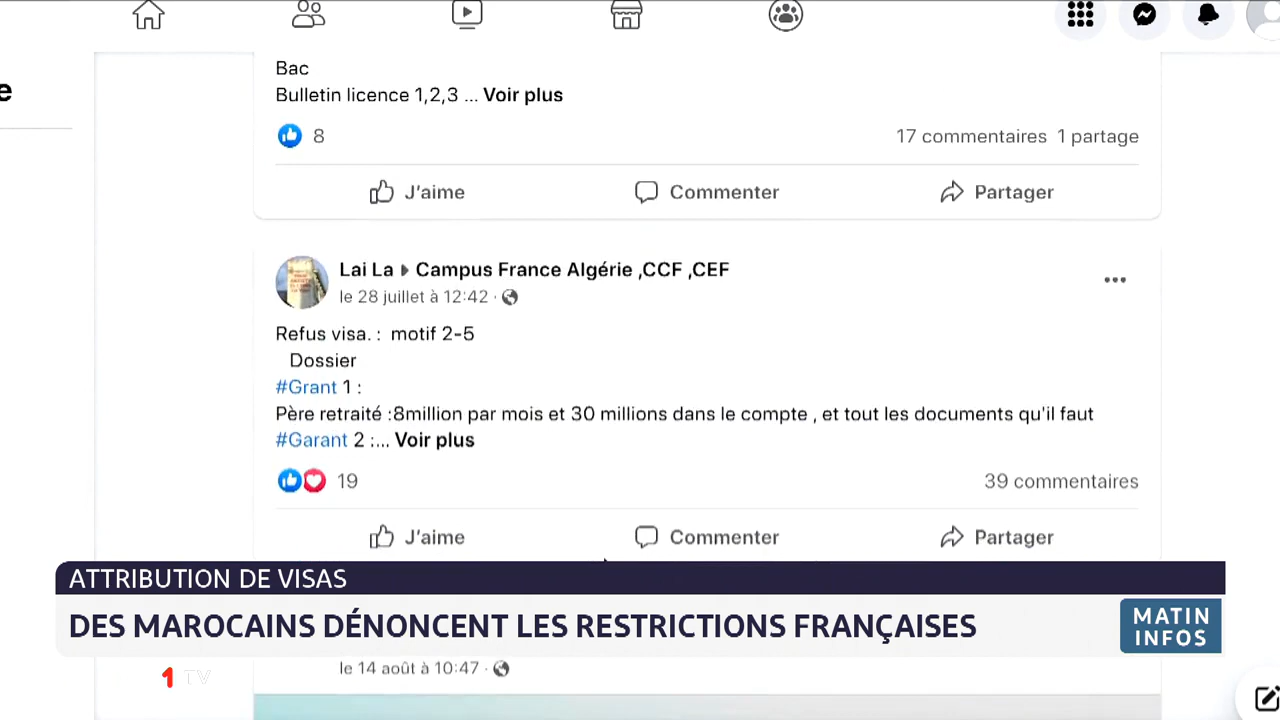 e
Bac
Bulletin licence 1,2,3 ... Voir plus
8
17 commentaires 1 partage
J'aime
Commenter
Partager
Lai La ▸ Campus France Algérie ,CCF ,CEF
le 28 juillet à 12:42 ·
Refus visa. : motif 2-5
Dossier
#Grant 1 :
Père retraité :8million par mois et 30 millions dans le compte , et tout les documents qu'il faut
#Garant 2 :... Voir plus
19
39 commentaires
J'aime
Commenter
Partager
ATTRIBUTION DE VISAS
DES MAROCAINS DÉNONCENT LES RESTRICTIONS FRANÇAISES
MATIN
INFOS
le 14 août à 10:47 ·
1 TV